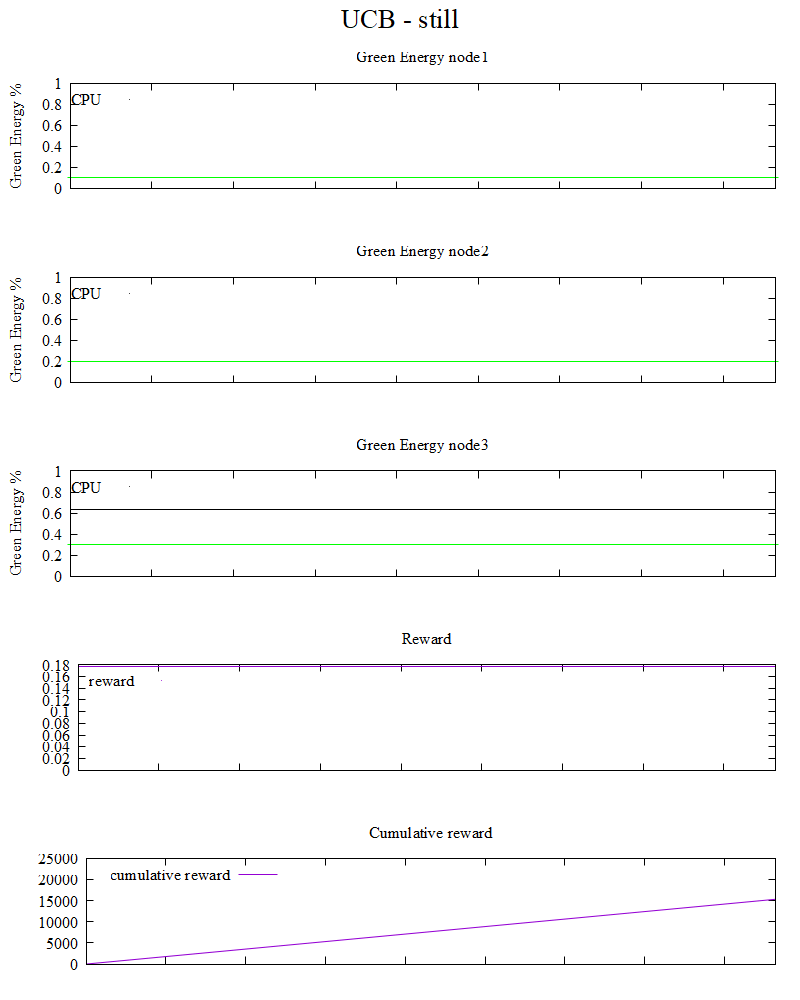 UCB - still
Green Energy node1
Green Energy %
1
0.8
0.6
0.4
0.2
0
CPU
Green Energy node2
Green Energy %
1
0.8
0.6
0.4
0.2
0
CPU
Green Energy node3
Green Energy %
1
0.8
0.6
0.4
0.2
0
CPU
Reward
0.18
0.16
0.14
0.12
0.1
0.08
0.06
0.04
0.02
0
reward
Cumulative reward
25000
20000
15000
10000
5000
0
cumulative reward